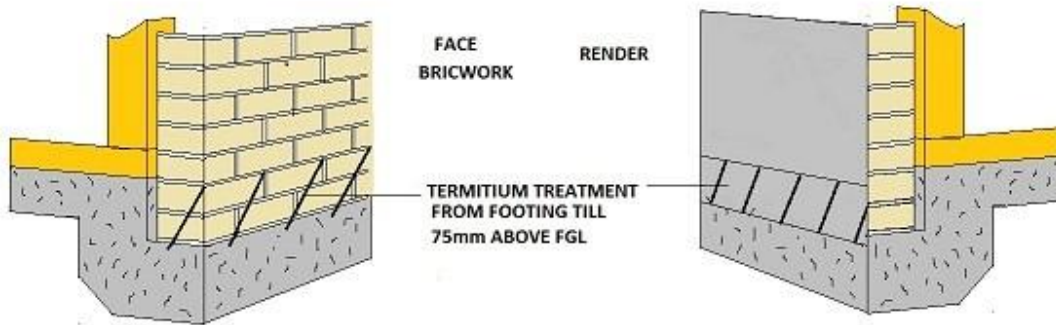 FACE
BRICWORK
RENDER
TERMITIUM TREATMENT
FROM FOOTING TILL
75mm ABOVE FGL